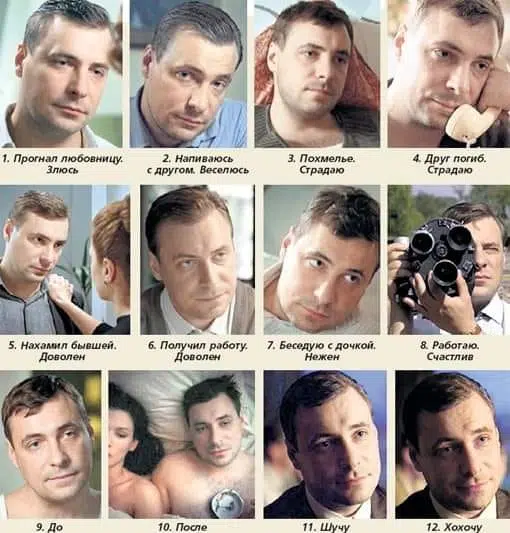 1. Прогнал любовницу.
Злюсь
2. Напиваюсь
с другом. Веселюсь
3. Похмелье.
Страдаю
4. Друг погиб.
Страдаю
5. Нахамил бывшей.
Доволен
6. Получил работу.
Доволен
7. Беседую с дочкой.
Нежен
8. Работаю.
Счастлив
9. До
10. После
11. Шучу
12. Хохочу